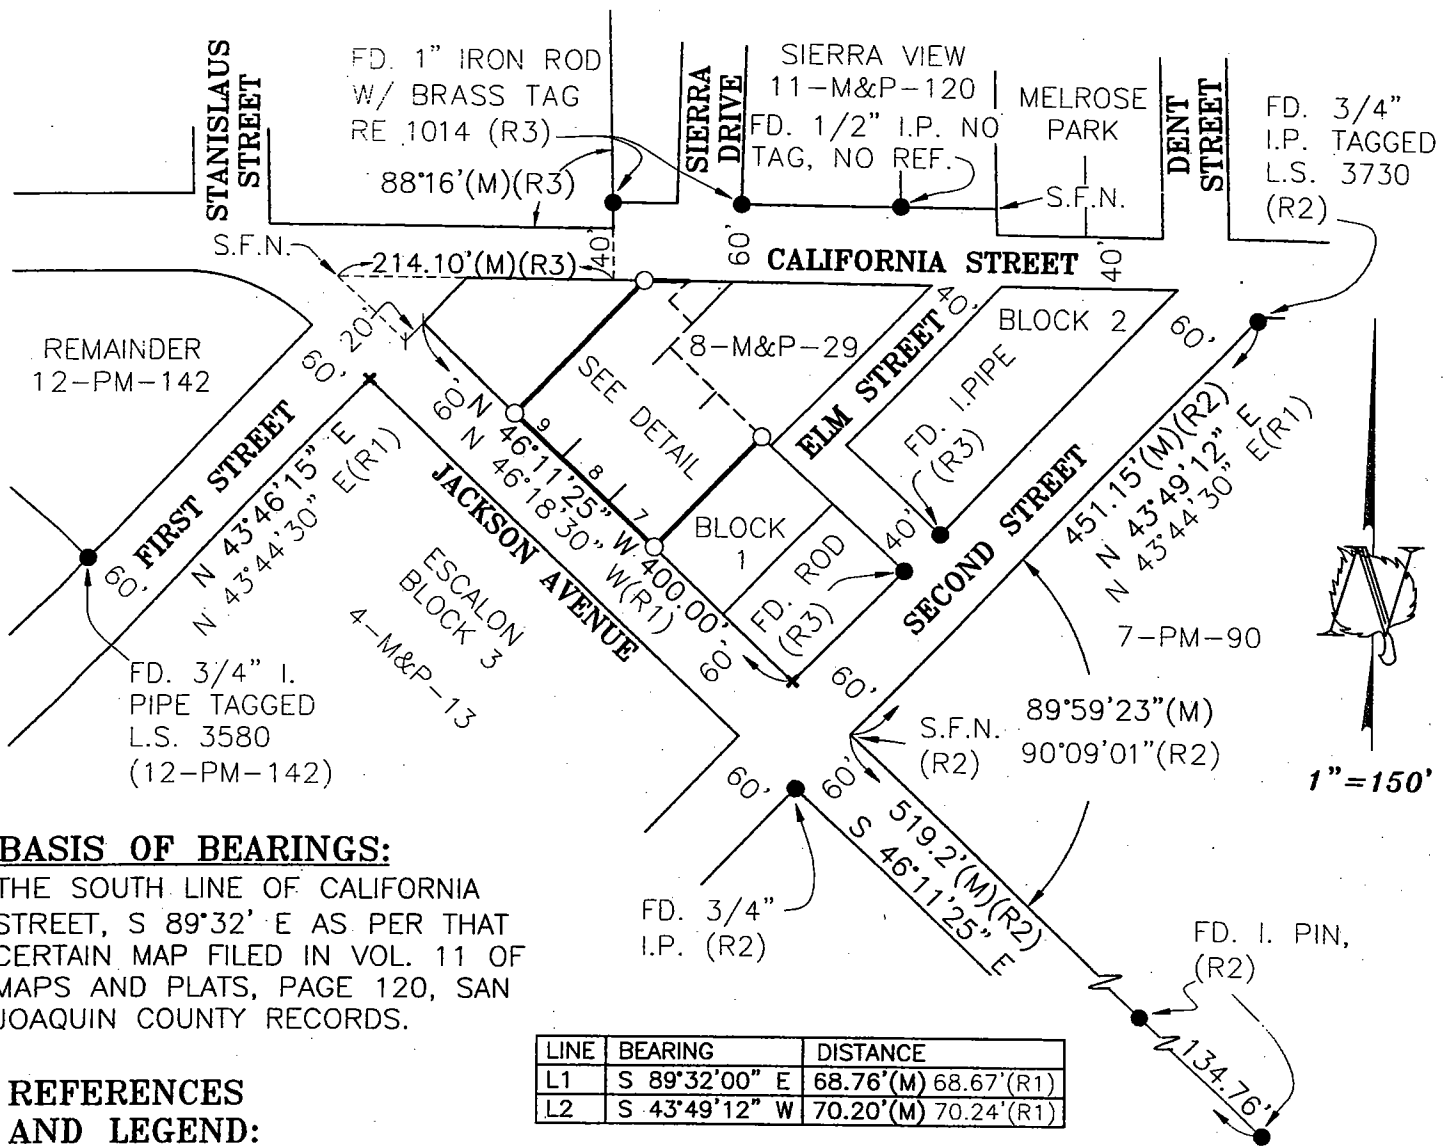 STANISLAUS
STREET
FD. 1" IRON ROD
W/ BRASS TAG
RE 1014 (R3)
88°16'(M)(R3)
SIERRA
DRIVE
SIERRA VIEW
11-M&P-120
FD. 1/2" I.P. NO
TAG, NO REF.
MELROSE
PARK
S.F.N.
DENT
STREET
FD. 3/4"
I.P. TAGGED
L.S. 3730
(R2)
S.F.N.
214.10'(M)(R3)
40'
60'
CALIFORNIA STREET
40'
REMAINDER
12-PM-142
20'
60'
60'
SEE DETAIL
8-M&P-29
ELM STREET
40'
BLOCK 2
60'
FD. I.PIPE
(R3)
9
8
7
N 46°11'25" W 400.00'
N 46°18'30" W(R1)
JACKSON AVENUE
FIRST STREET
60'
N 43°46'15" E
N 43°44'30" E(R1)
ESCALON
BLOCK 3
4-M&P-13
BLOCK
1
FD. ROD
(R3)
40'
SECOND STREET
451.15'(M)(R2)
N 43°49'12" E
N 43°44'30" E(R1)
7-PM-90
N
1"=150'
FD. 3/4" I.
PIPE TAGGED
L.S. 3580
(12-PM-142)
60'
60'
S.F.N.
(R2)
89°59'23"(M)
90°09'01"(R2)
60'
60'
519.2'(M)(R2)
S 46°11'25" E
FD. 3/4"
I.P. (R2)
FD. I. PIN,
(R2)
134.76'
BASIS OF BEARINGS:
THE SOUTH LINE OF CALIFORNIA
STREET, S 89°32' E AS PER THAT
CERTAIN MAP FILED IN VOL. 11 OF
MAPS AND PLATS, PAGE 120, SAN
JOAQUIN COUNTY RECORDS.
LINE BEARING DISTANCE
L1 S 89°32'00" E 68.76'(M) 68.67'(R1)
L2 S 43°49'12" W 70.20'(M) 70.24'(R1)
REFERENCES
AND LEGEND: